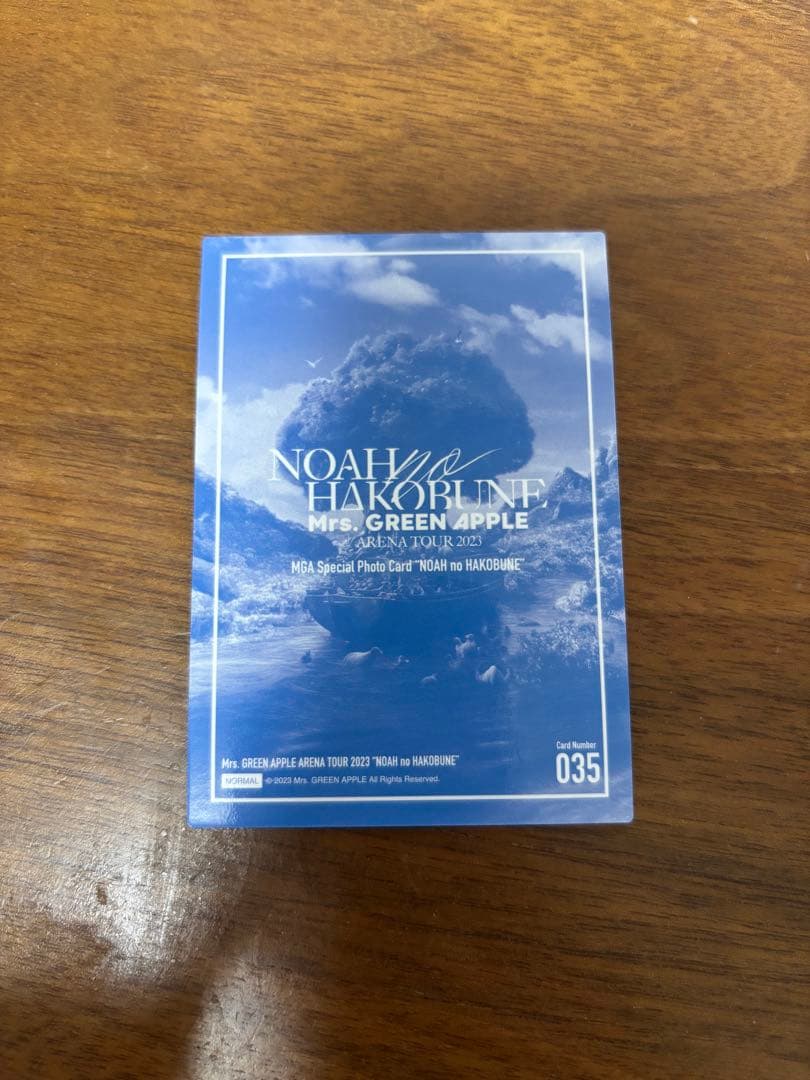 NOAH no
HAKOBUNE
Mrs. GREEN APPLE
ARENA TOUR 2023
MGA Special Photo Card "NOAH no HAKOBUNE"
Mrs. GREEN APPLE ARENA TOUR 2023 "NOAH no HAKOBUNE"
NORMAL © 2023 Mrs. GREEN APPLE All Rights Reserved.
Card Number
035